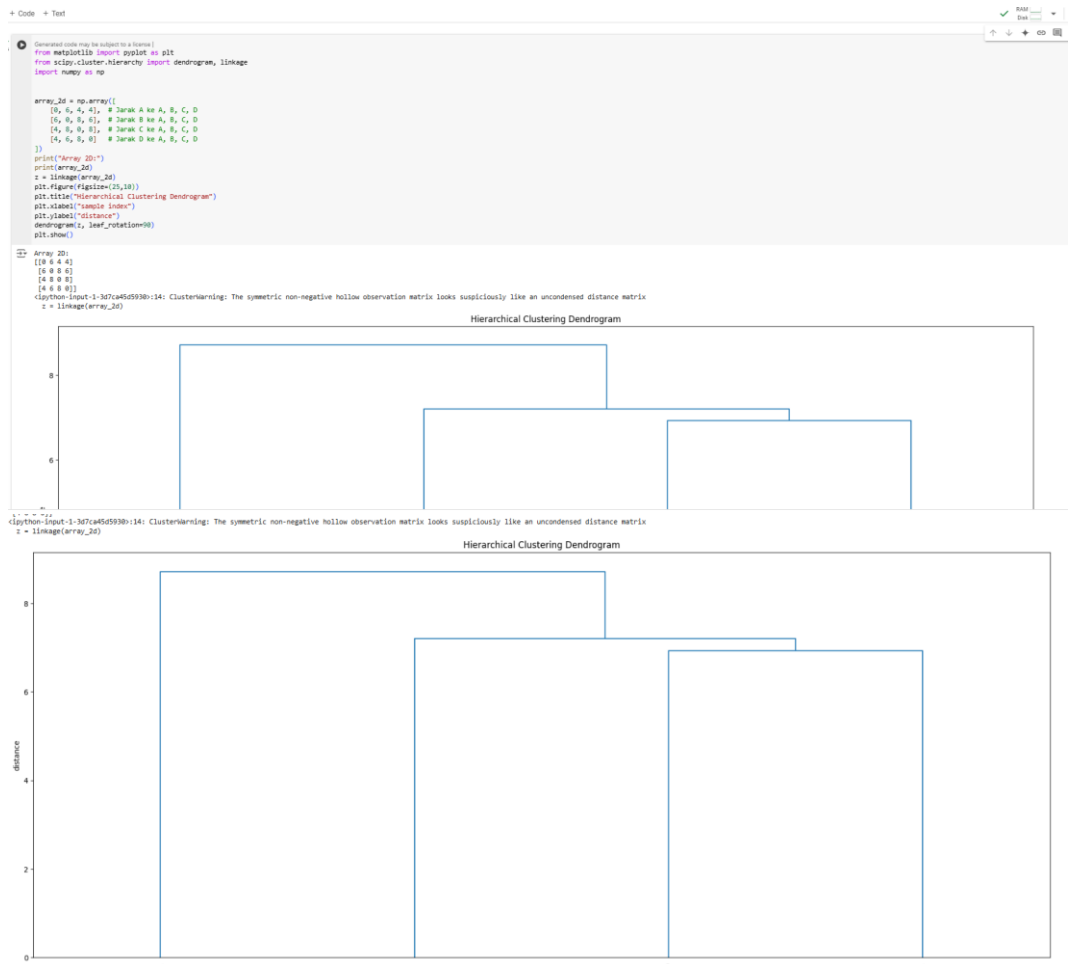 + Code + Text
RAM
Disk
Generated code may be subject to a license |
from matplotlib import pyplot as plt
from scipy.cluster.hierarchy import dendrogram, linkage
import numpy as np
array_2d = np.array([
[0, 6, 4, 4], # Jarak A ke A, B, C, D
[6, 0, 8, 6], # Jarak B ke A, B, C, D
[4, 8, 0, 8], # Jarak C ke A, B, C, D
[4, 6, 8, 0] # Jarak D ke A, B, C, D
])
print("Array 2D:")
print(array_2d)
z = linkage(array_2d)
plt.figure(figsize=(25,10))
plt.title("Hierarchical Clustering Dendrogram")
plt.xlabel("sample index")
plt.ylabel("distance")
dendrogram(z, leaf_rotation=90)
plt.show()
Array 2D:
[[0 6 4 4]
[6 0 8 6]
[4 8 0 8]
[4 6 8 0]]
<ipython-input-1-3d7ca45d5930>:14: ClusterWarning: The symmetric non-negative hollow observation matrix looks suspiciously like an uncondensed distance matrix
z = linkage(array_2d)
Hierarchical Clustering Dendrogram
8
6
<ipython-input-1-3d7ca45d5930>:14: ClusterWarning: The symmetric non-negative hollow observation matrix looks suspiciously like an uncondensed distance matrix
z = linkage(array_2d)
Hierarchical Clustering Dendrogram
8
6
distance
4
2
0